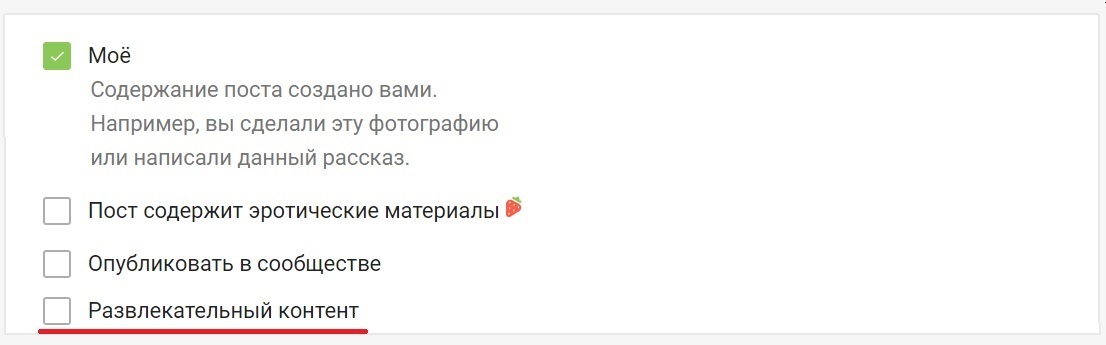 Моё
Содержание поста создано вами.
Например, вы сделали эту фотографию
или написали данный рассказ.
Пост содержит эротические материалы
Опубликовать в сообществе
Развлекательный контент